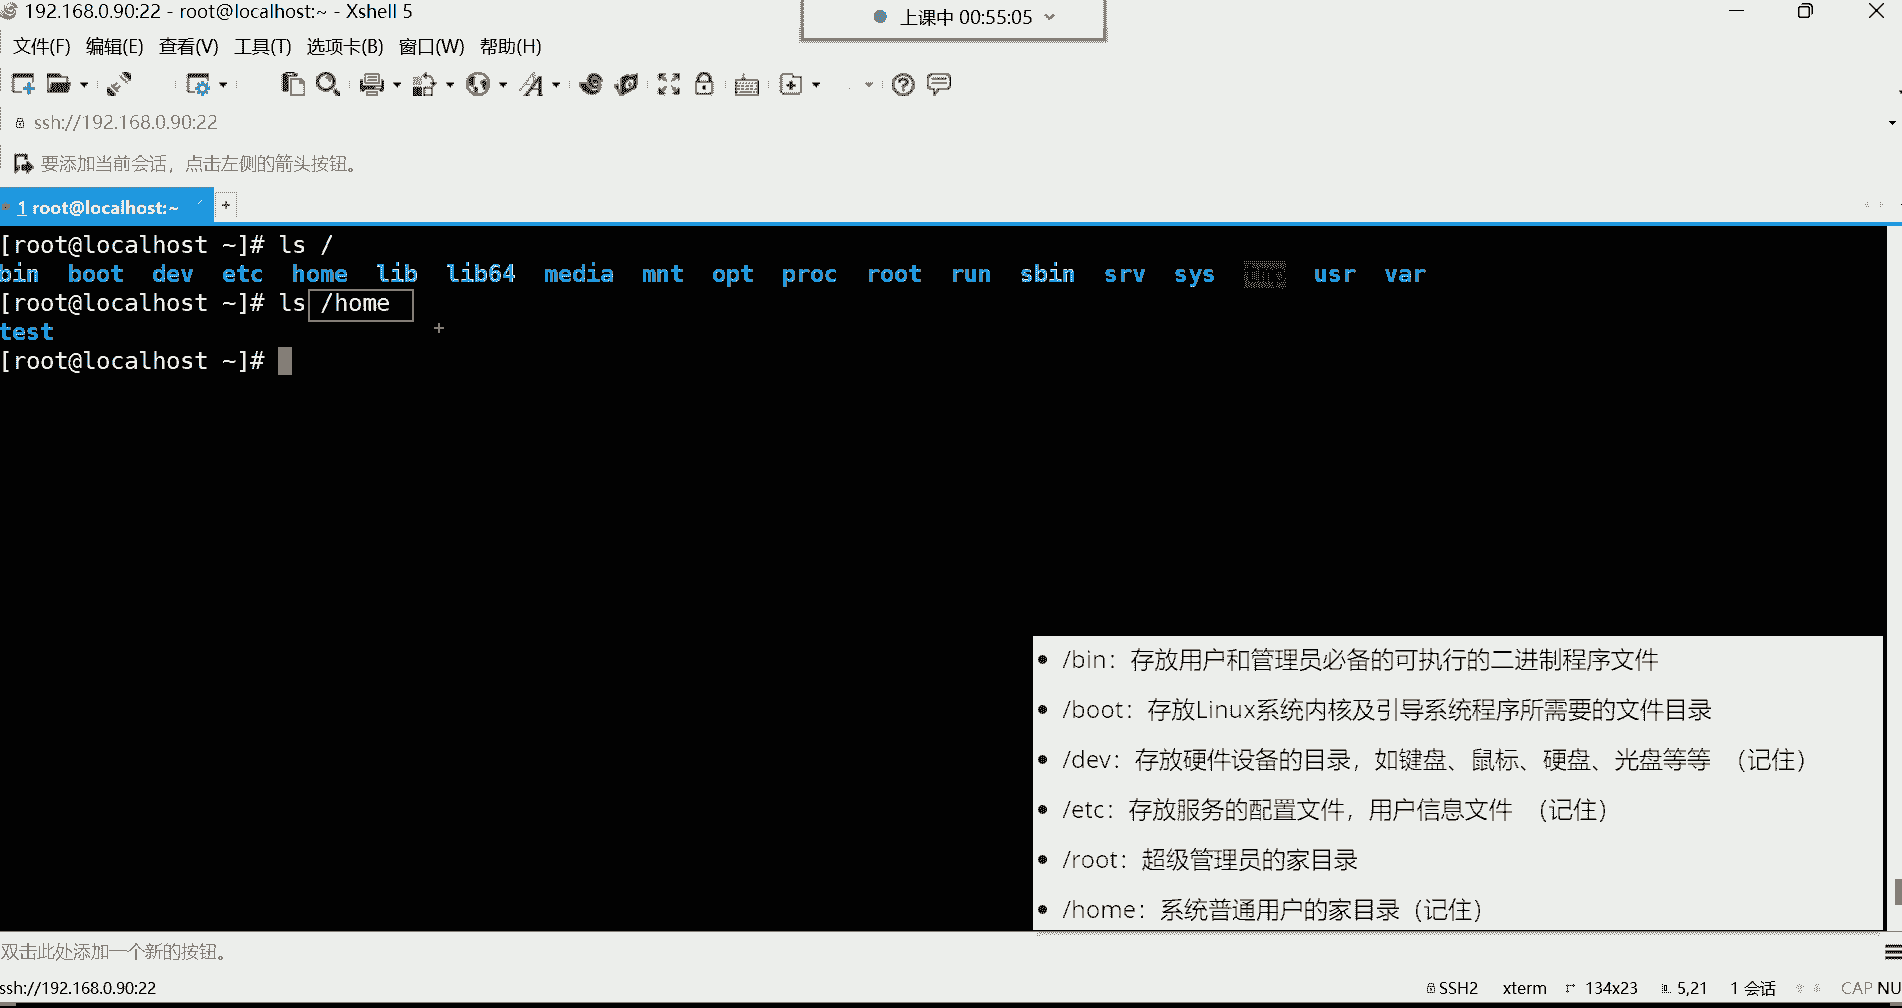 192.168.0.90:22 - root@localhost:~ - Xshell 5
上课中 00:55:05
文件(F) 编辑(E) 查看(V) 工具(T) 选项卡(B) 窗口(W) 帮助(H)
ssh://192.168.0.90:22
要添加当前会话，点击左侧的箭头按钮。
1 root@localhost:~
[root@localhost ~]# ls /
bin boot dev etc home lib lib64 media mnt opt proc root run sbin srv sys tmp usr var
[root@localhost ~]# ls /home
test
[root@localhost ~]#
• /bin：存放用户和管理员必备的可执行的二进制程序文件
• /boot：存放Linux系统内核及引导系统程序所需要的文件目录
• /dev：存放硬件设备的目录，如键盘、鼠标、硬盘、光盘等等 （记住）
• /etc：存放服务的配置文件，用户信息文件 （记住）
• /root：超级管理员的家目录
• /home：系统普通用户的家目录（记住）
双击此处添加一个新的按钮。
ssh://192.168.0.90:22
SSH2 xterm 134x23 5,21 1 会话 CAP NU